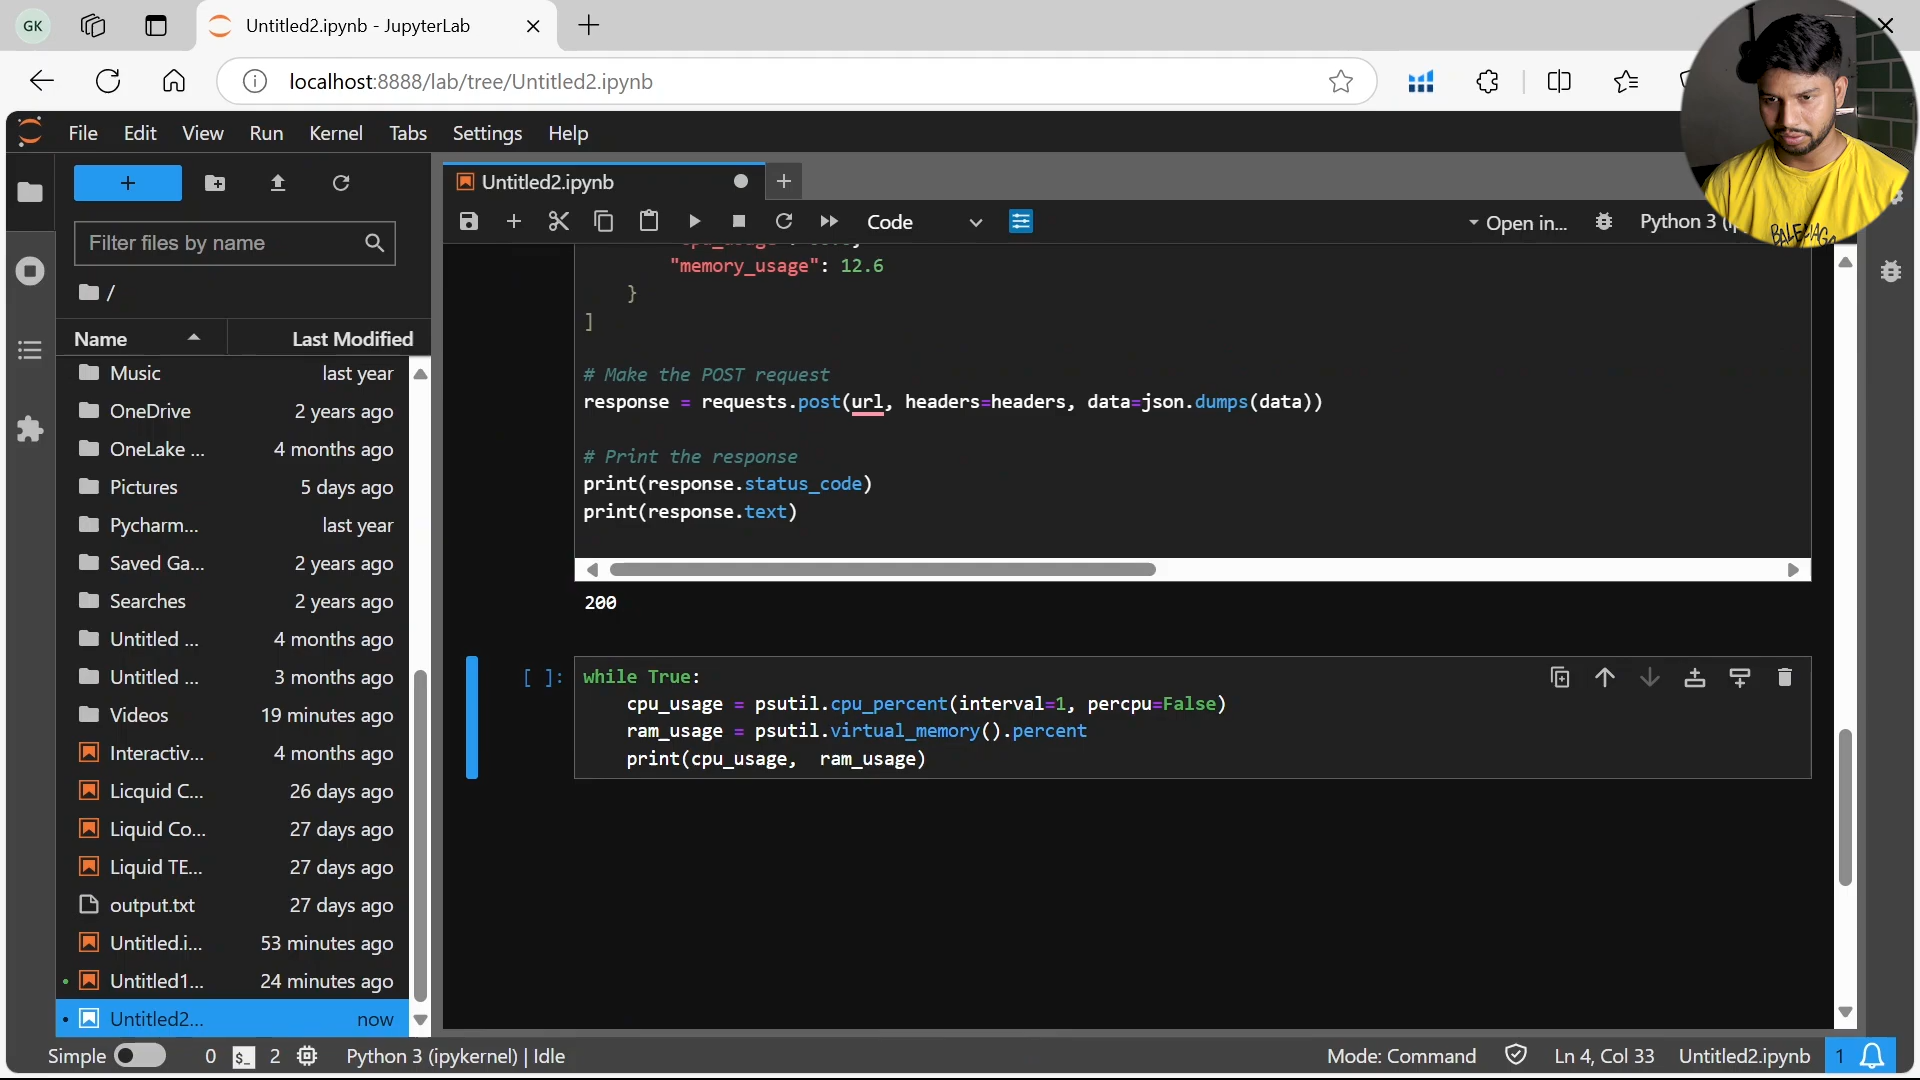 GK
Untitled2.ipynb - JupyterLab
localhost:8888/lab/tree/Untitled2.ipynb
File Edit View Run Kernel Tabs Settings Help
Untitled2.ipynb
Code
Open in...
Python 3
BALE
Filter files by name
/
Name Last Modified
Music last year
OneDrive 2 years ago
OneLake ... 4 months ago
Pictures 5 days ago
Pycharm... last year
Saved Ga... 2 years ago
Searches 2 years ago
Untitled ... 4 months ago
Untitled ... 3 months ago
Videos 19 minutes ago
Interactiv... 4 months ago
Licquid C... 26 days ago
Liquid Co... 27 days ago
Liquid TE... 27 days ago
output.txt 27 days ago
Untitled.i... 53 minutes ago
Untitled1... 24 minutes ago
Untitled2... now
"memory_usage": 12.6
}
]
# Make the POST request
response = requests.post(url, headers=headers, data=json.dumps(data))
# Print the response
print(response.status_code)
print(response.text)
200
[ ]:
while True:
cpu_usage = psutil.cpu_percent(interval=1, percpu=False)
ram_usage = psutil.virtual_memory().percent
print(cpu_usage,  ram_usage)
Simple 0 $_ 2 Python 3 (ipykernel) | Idle Mode: Command Ln 4, Col 33 Untitled2.ipynb 1